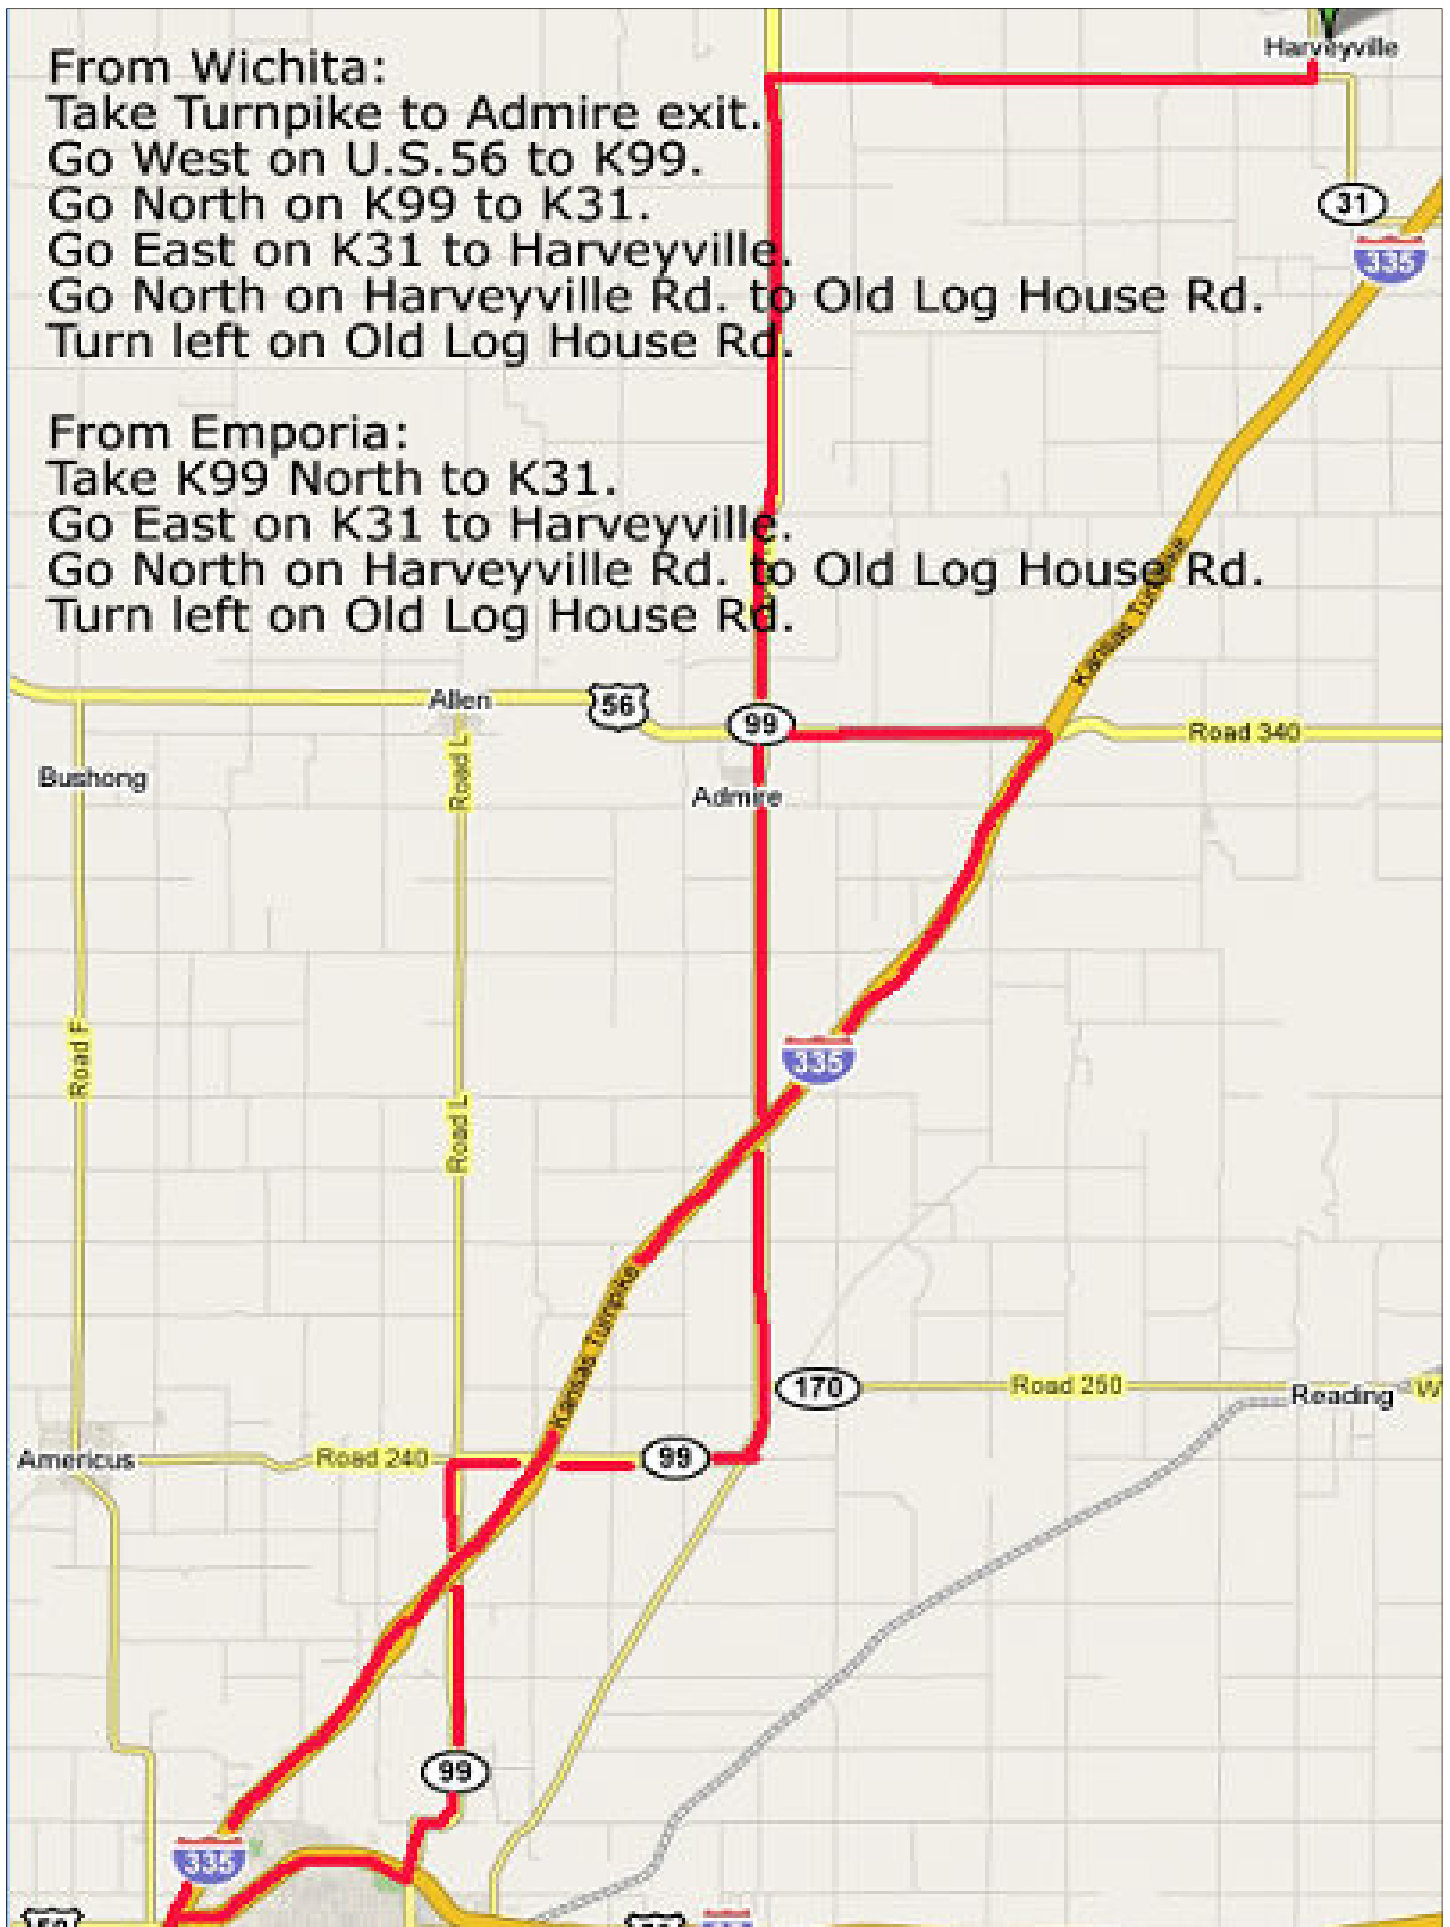 From Wichita:
Take Turnpike to Admire exit.
Go West on U.S.56 to K99.
Go North on K99 to K31.
Go East on K31 to Harveyville.
Go North on Harveyville Rd. to Old Log House Rd.
Turn left on Old Log House Rd.
From Emporia:
Take K99 North to K31.
Go East on K31 to Harveyville.
Go North on Harveyville Rd. to Old Log House Rd.
Turn left on Old Log House Rd.
Harveyville
31
335
Kansas Turnpike
Allen
56
99
Road 340
Bushong
Road L
Admire
Road F
335
Road L
Kansas Turnpike
170
Road 250
Reading
W
Americus
Road 240
99
99
335